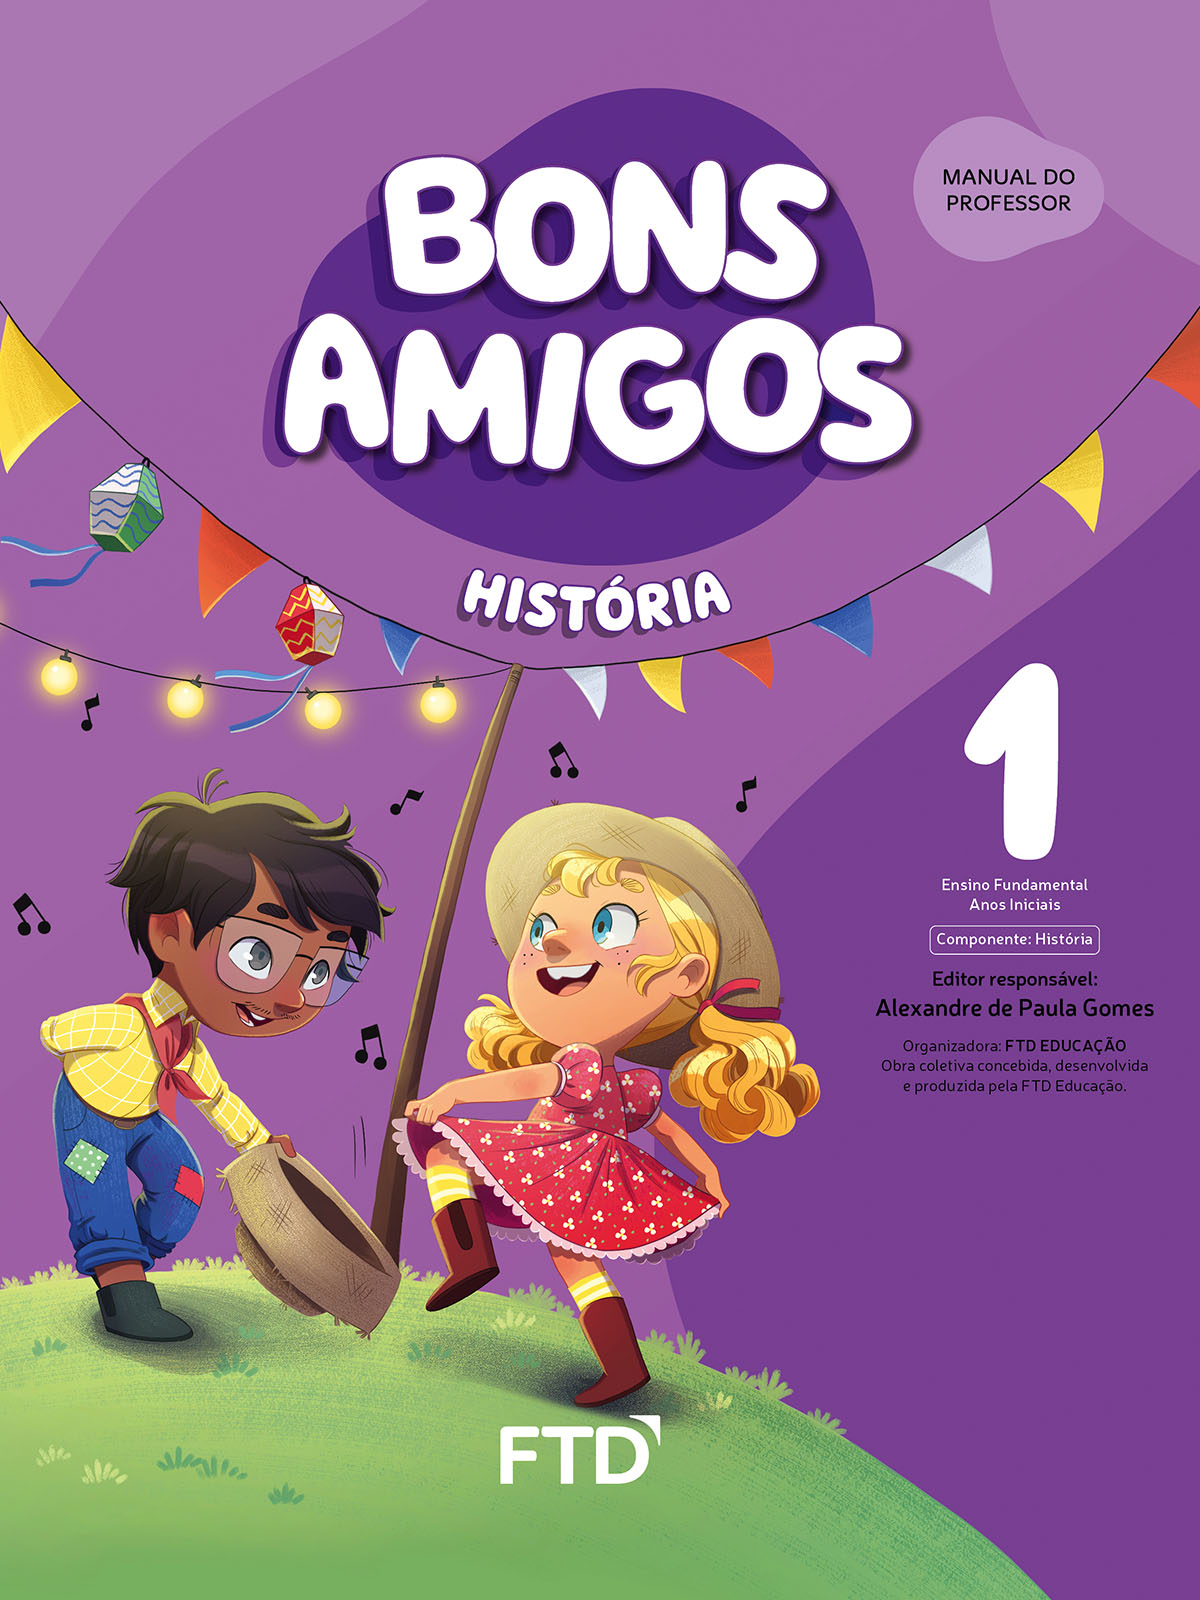 MANUAL DO
PROFESSOR
BONS
AMIGOS
HISTÓRIA
1
Ensino Fundamental
Anos Iniciais
Componente: História
Editor responsável:
Alexandre de Paula Gomes
Organizadora: FTD EDUCAÇÃO
Obra coletiva concebida, desenvolvida
e produzida pela FTD Educação.
FTD